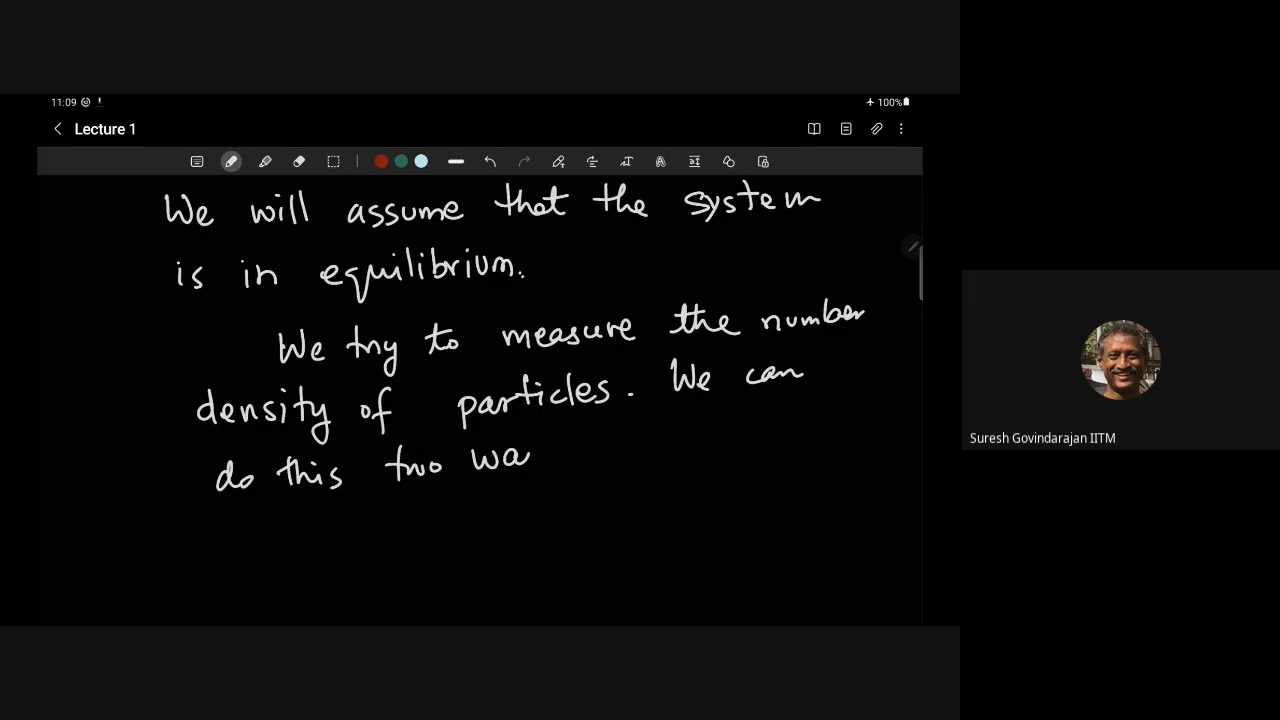 11:09
100%
Lecture 1
We will assume that the system
is in equilibrium.
We try to measure the number
density of particles. We can
do this two wa
Suresh Govindarajan IITM